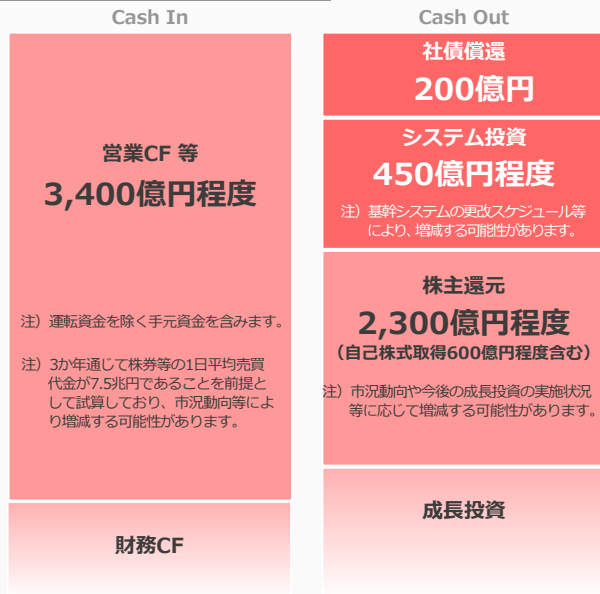 Cash In
営業CF 等
3,400億円程度
注）運転資金を除く手元資金を含みます。
注）3か年通じて株券等の1日平均売買
代金が7.5兆円であることを前提と
して試算しており、市況動向等によ
り増減する可能性があります。
財務CF
Cash Out
社債償還
200億円
システム投資
450億円程度
注）基幹システムの更改スケジュール等
により、増減する可能性があります。
株主還元
2,300億円程度
（自己株式取得600億円程度含む）
注）市況動向や今後の成長投資の実施状況
等に応じて増減する可能性があります。
成長投資